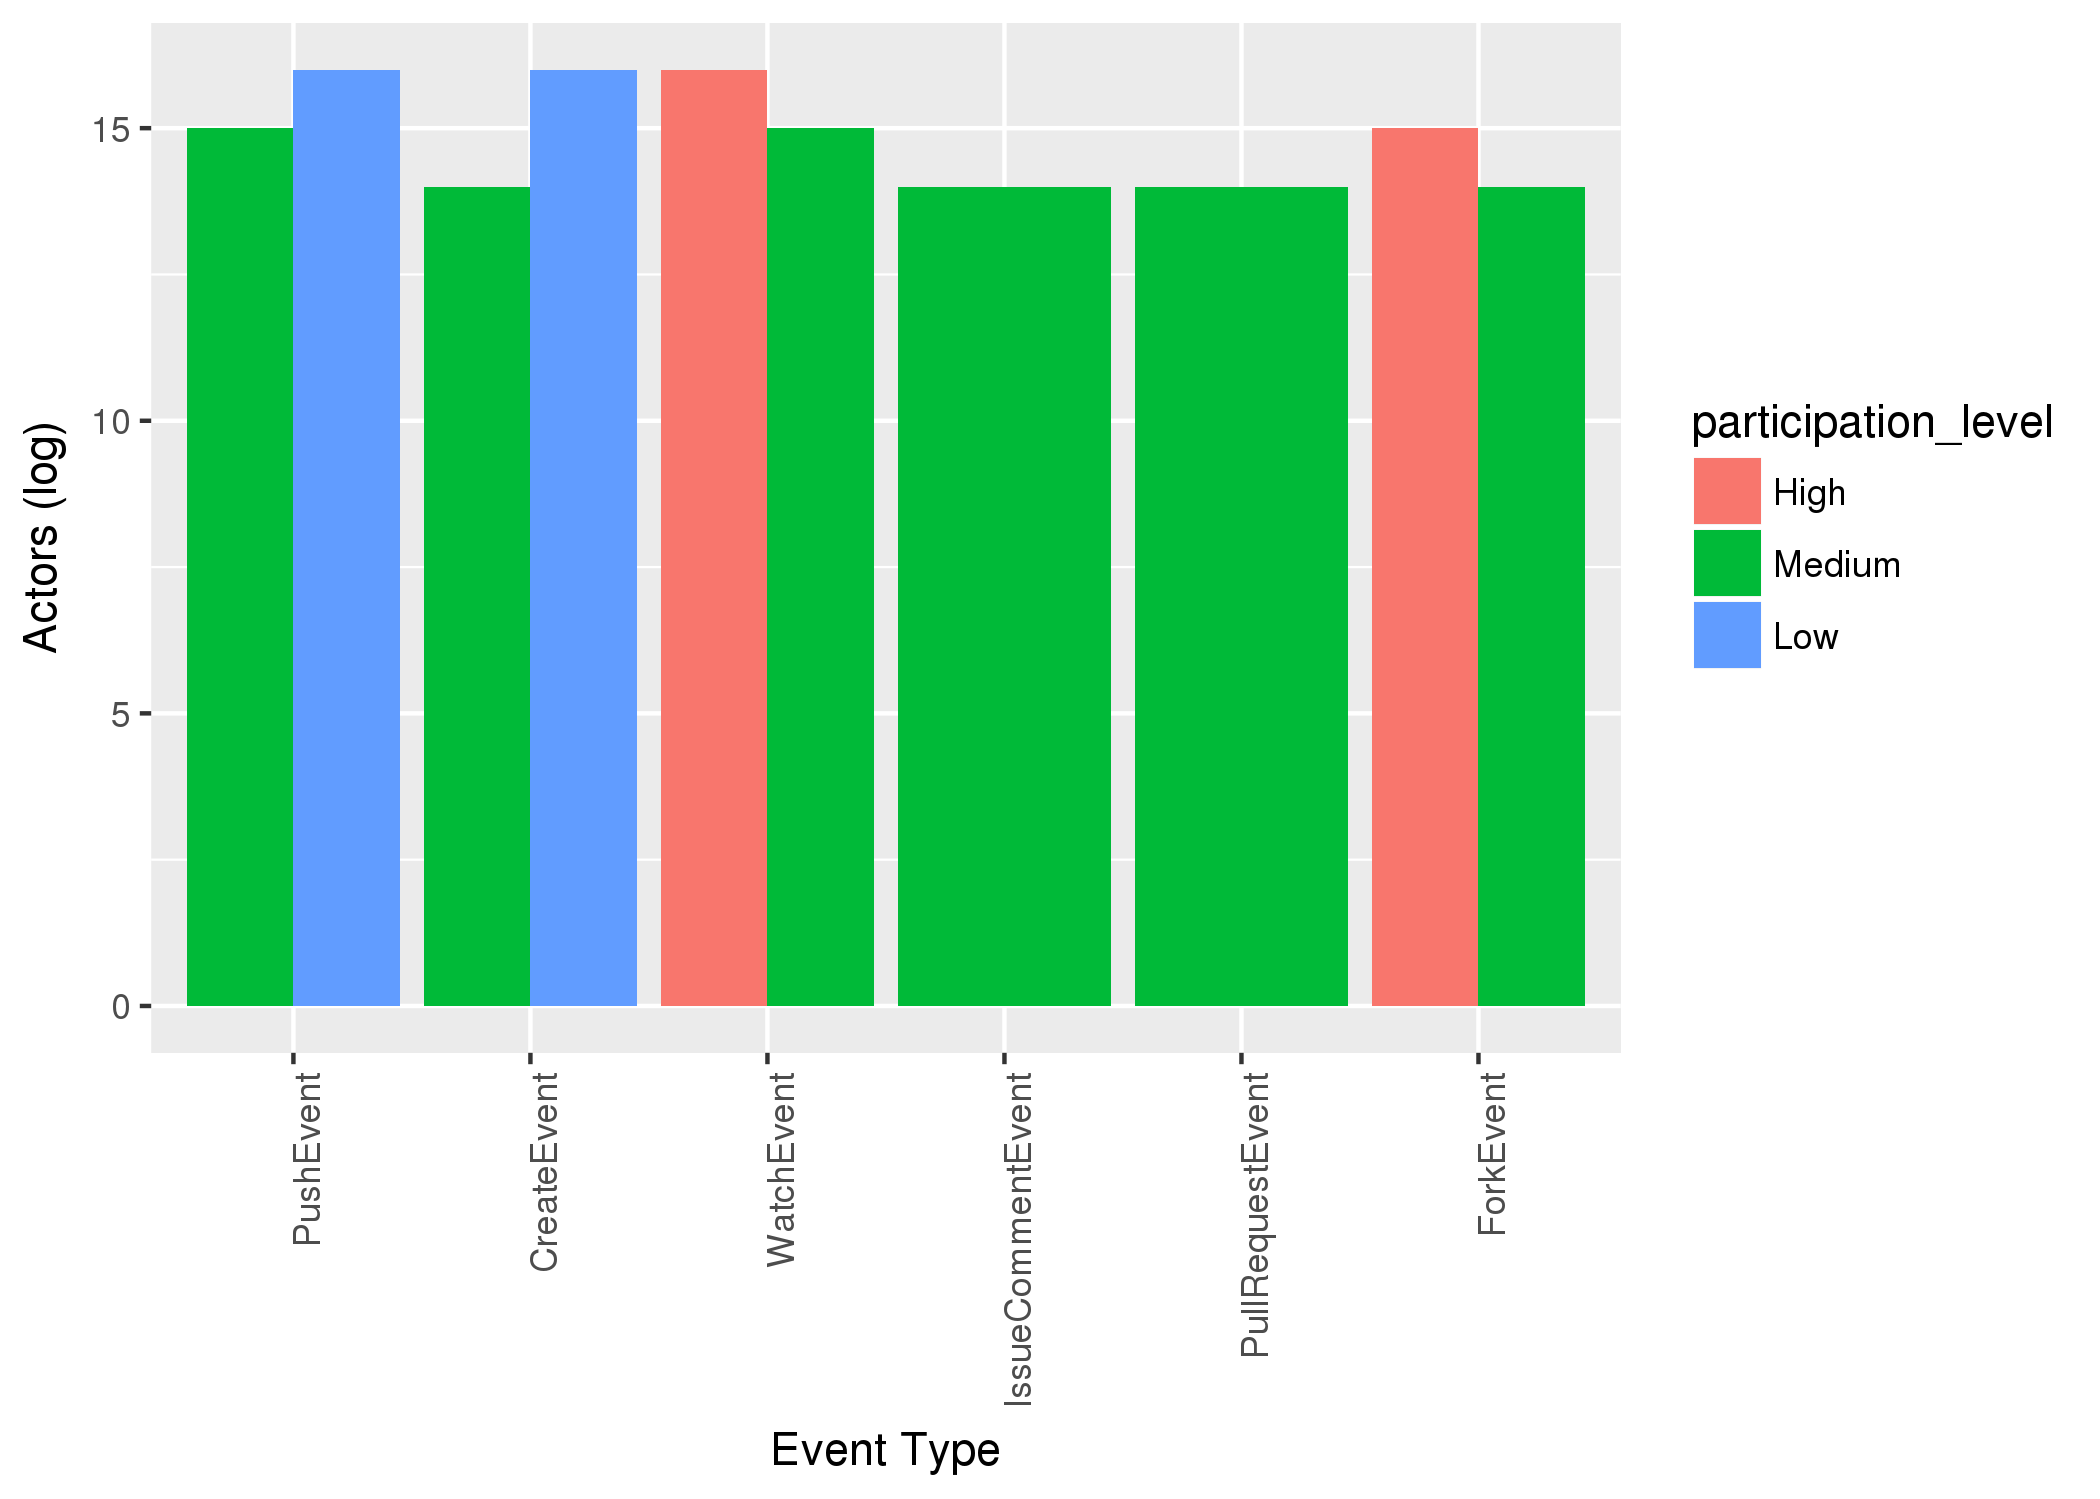 Actors (log)
15
10
5
0
PushEvent
CreateEvent
WatchEvent
IssueCommentEvent
PullRequestEvent
ForkEvent
Event Type
participation_level
High
Medium
Low